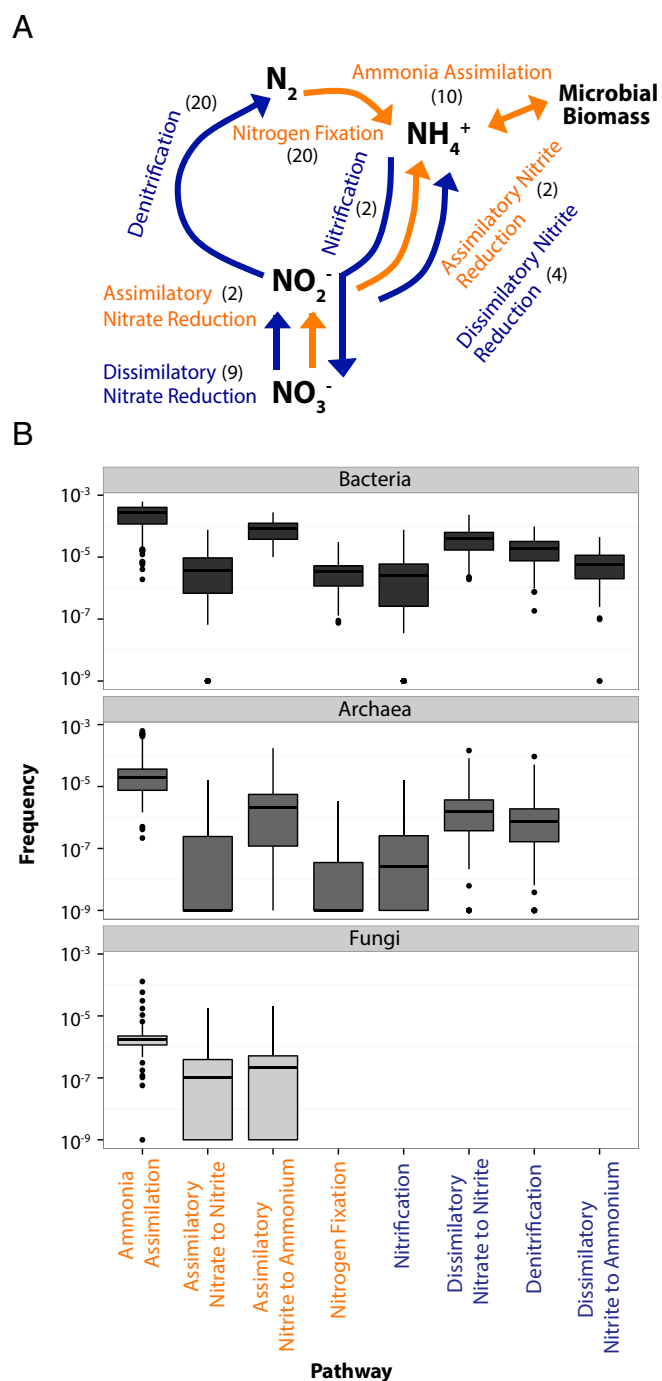 A
N2
Ammonia Assimilation
(10)
Microbial
Biomass
(20)
Denitrification
Nitrogen Fixation
(20)
NH4+
Nitrification
(2)
Assimilatory Nitrite
Reduction (2)
Dissimilatory Nitrite
Reduction (4)
NO2-
Assimilatory (2)
Nitrate Reduction
Dissimilatory (9)
Nitrate Reduction
NO3-
B
Bacteria
10-3
10-5
10-7
10-9
Archaea
10-3
10-5
10-7
10-9
Fungi
10-3
10-5
10-7
10-9
Frequency
Ammonia
Assimilation
Assimilatory
Nitrate to Nitrite
Assimilatory
Nitrite to Ammonium
Nitrogen Fixation
Nitrification
Dissimilatory
Nitrate to Nitrite
Denitrification
Dissimilatory
Nitrite to Ammonium
Pathway